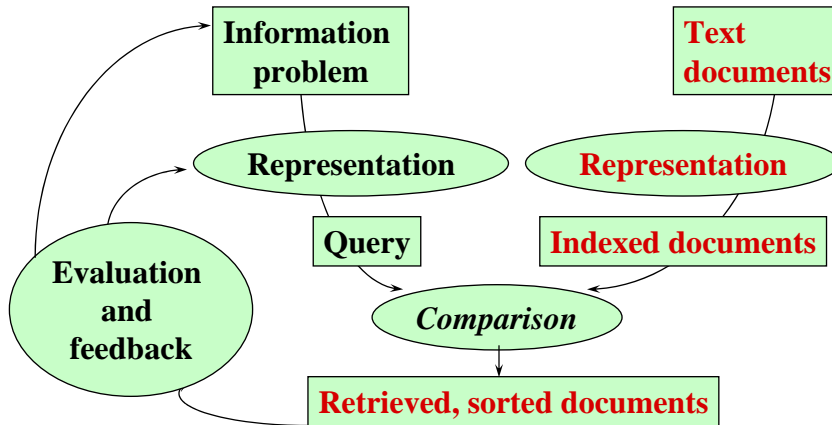 Information
problem
Text
documents
Representation
Representation
Query
Indexed documents
Evaluation
and
feedback
Comparison
Retrieved, sorted documents